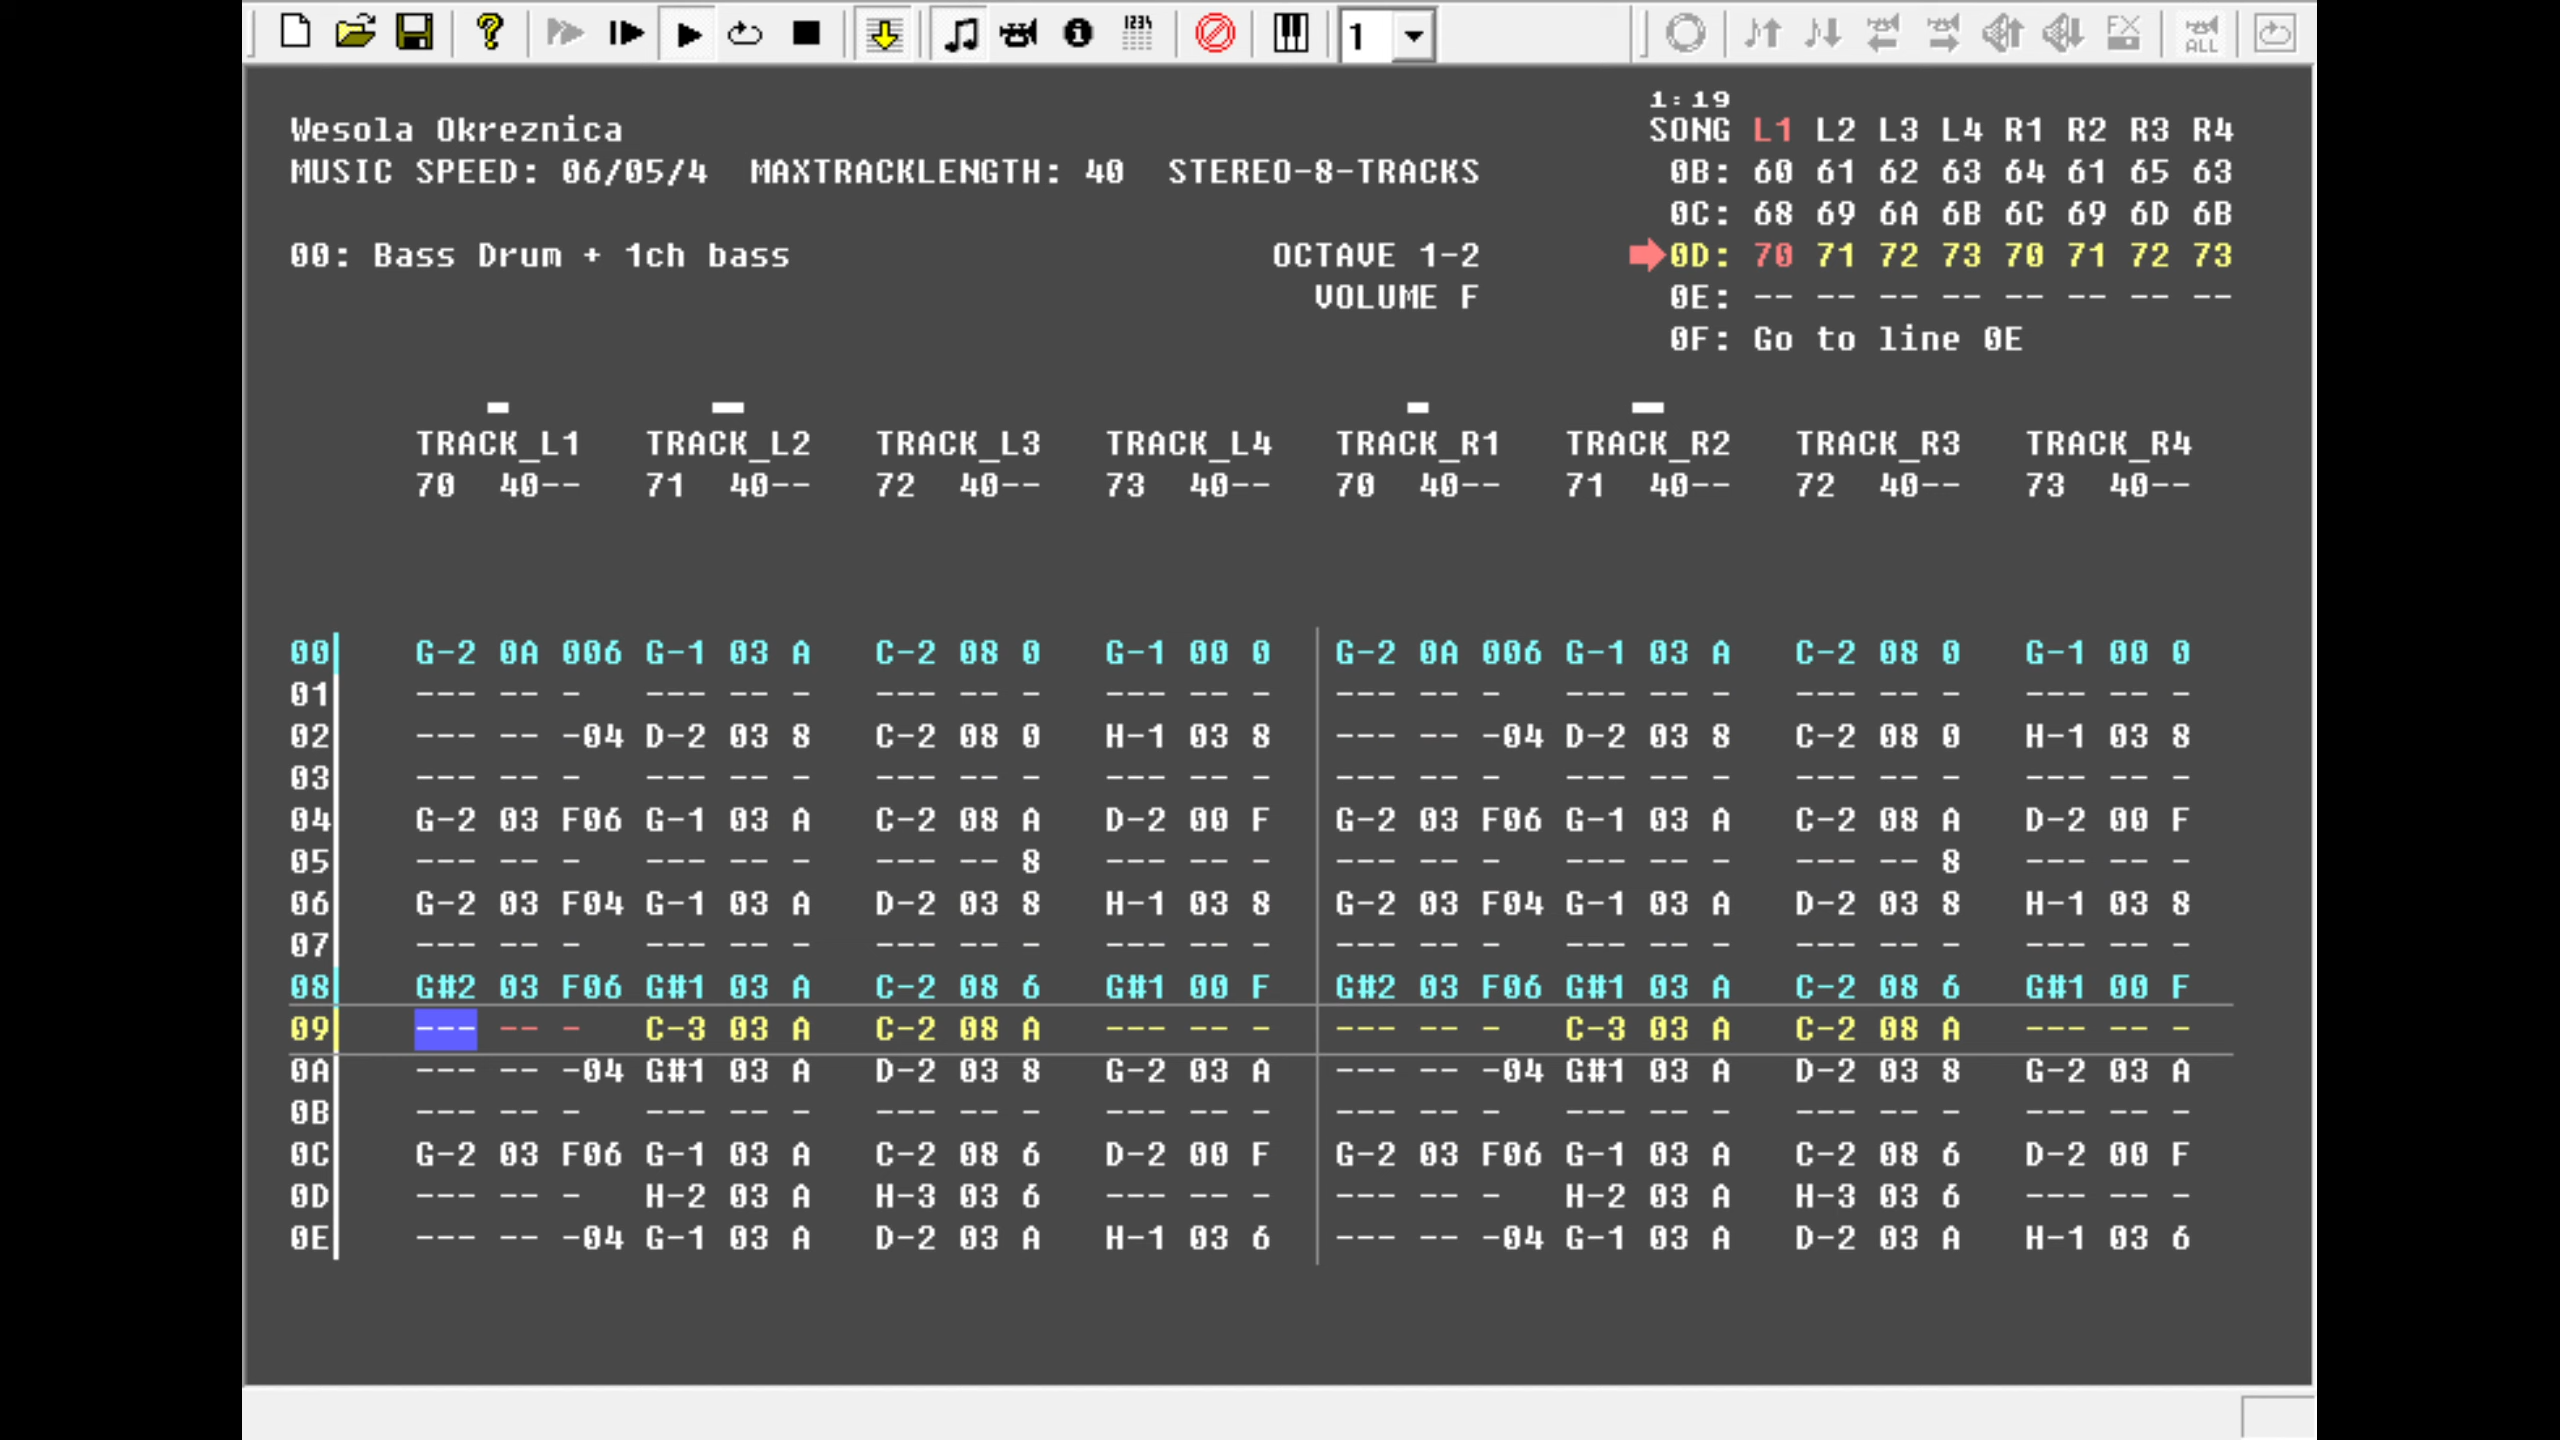 1
1234
FX
ALL
1:19
Wesola Okreznica
SONG L1 L2 L3 L4 R1 R2 R3 R4
MUSIC SPEED: 06/05/4 MAXTRACKLENGTH: 40 STEREO-8-TRACKS
0B: 60 61 62 63 64 61 65 63
0C: 68 69 6A 6B 6C 69 6D 6B
00: Bass Drum + 1ch bass
OCTAVE 1-2
0D: 70 71 72 73 70 71 72 73
VOLUME F
0E: -- -- -- -- -- -- -- --
0F: Go to line 0E
TRACK_L1 TRACK_L2 TRACK_L3 TRACK_L4 TRACK_R1 TRACK_R2 TRACK_R3 TRACK_R4
70 40-- 71 40-- 72 40-- 73 40-- 70 40-- 71 40-- 72 40-- 73 40--
00 G-2 0A 006 G-1 03 A C-2 08 0 G-1 00 0 G-2 0A 006 G-1 03 A C-2 08 0 G-1 00 0
01 --- -- - --- -- - --- -- - --- -- - --- -- - --- -- - --- -- - --- -- -
02 --- -- -04 D-2 03 8 C-2 08 0 H-1 03 8 --- -- -04 D-2 03 8 C-2 08 0 H-1 03 8
03 --- -- - --- -- - --- -- - --- -- - --- -- - --- -- - --- -- - --- -- -
04 G-2 03 F06 G-1 03 A C-2 08 A D-2 00 F G-2 03 F06 G-1 03 A C-2 08 A D-2 00 F
05 --- -- - --- -- - --- -- 8 --- -- - --- -- - --- -- - --- -- 8 --- -- -
06 G-2 03 F04 G-1 03 A D-2 03 8 H-1 03 8 G-2 03 F04 G-1 03 A D-2 03 8 H-1 03 8
07 --- -- - --- -- - --- -- - --- -- - --- -- - --- -- - --- -- - --- -- -
08 G#2 03 F06 G#1 03 A C-2 08 6 G#1 00 F G#2 03 F06 G#1 03 A C-2 08 6 G#1 00 F
09 --- -- - C-3 03 A C-2 08 A --- -- - --- -- - C-3 03 A C-2 08 A --- -- -
0A --- -- -04 G#1 03 A D-2 03 8 G-2 03 A --- -- -04 G#1 03 A D-2 03 8 G-2 03 A
0B --- -- - --- -- - --- -- - --- -- - --- -- - --- -- - --- -- - --- -- -
0C G-2 03 F06 G-1 03 A C-2 08 6 D-2 00 F G-2 03 F06 G-1 03 A C-2 08 6 D-2 00 F
0D --- -- - H-2 03 A H-3 03 6 --- -- - --- -- - H-2 03 A H-3 03 6 --- -- -
0E --- -- -04 G-1 03 A D-2 03 A H-1 03 6 --- -- -04 G-1 03 A D-2 03 A H-1 03 6